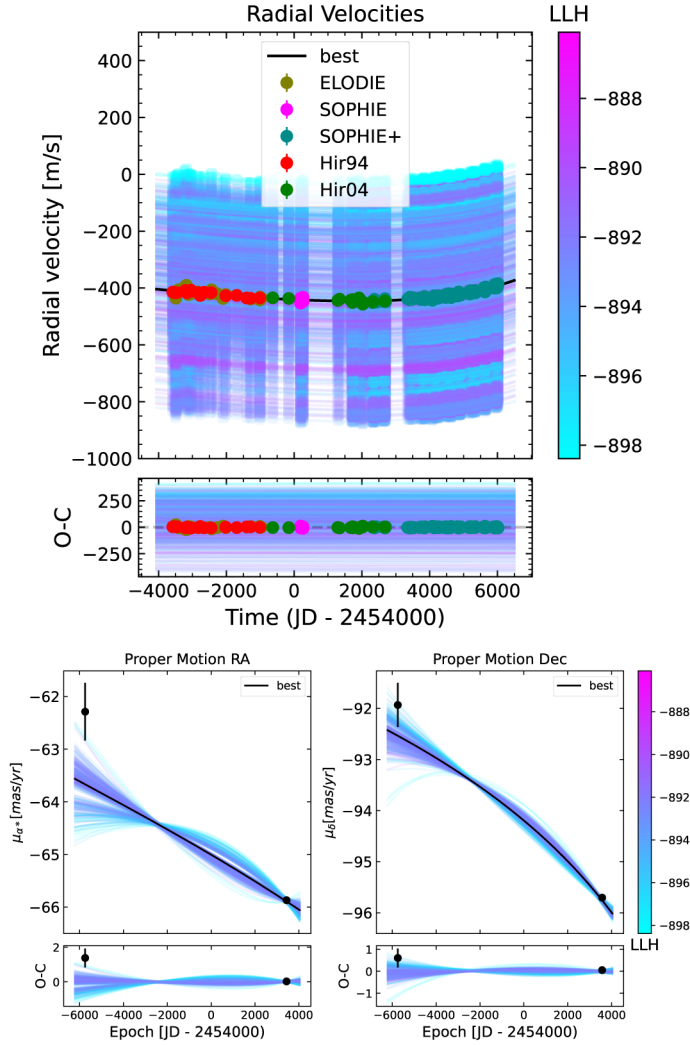 Radial Velocities LLH
best
ELODIE
SOPHIE
SOPHIE+
Hir94
Hir04
400
200
0
−200
−400
−600
−800
−1000
Radial velocity [m/s]
−888
−890
−892
−894
−896
−898
250
0
−250
O-C
−4000 −2000 0 2000 4000 6000
Time (JD - 2454000)
Proper Motion RA Proper Motion Dec
best best
−62
−63
−64
−65
−66
μα*[mas/yr]
−92
−93
−94
−95
−96
μδ[mas/yr]
−888
−890
−892
−894
−896
−898
LLH
2
0
O-C
1
0
−1
O-C
−6000 −4000 −2000 0 2000 4000 −6000 −4000 −2000 0 2000 4000
Epoch [JD - 2454000) Epoch [JD - 2454000)